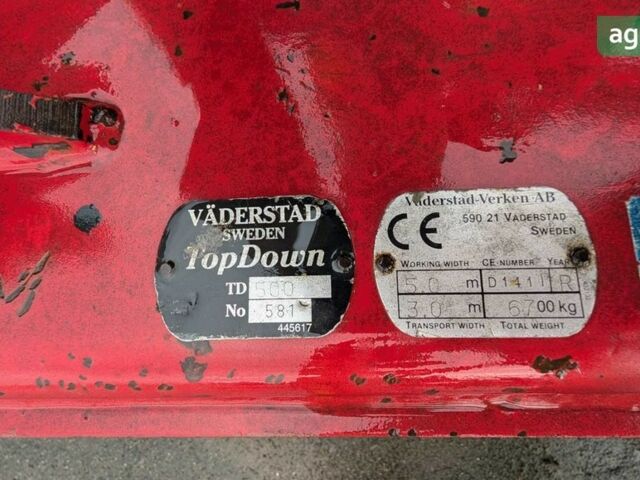 ag
VÄDERSTAD
SWEDEN
TopDown
TD 500
No 581
445617
Väderstad-Verken AB
CE
590 21 VÄDERSTAD
SWEDEN
WORKING WIDTH CE-NUMBER YEAR
5.0 m D1411 R
3.0 m 6700 kg
TRANSPORT WIDTH TOTAL WEIGHT